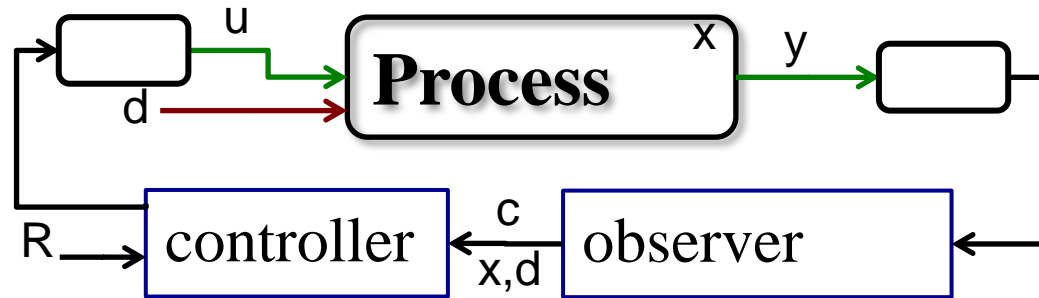 u
x
y
Process
d
c
R
controller
observer
x,d